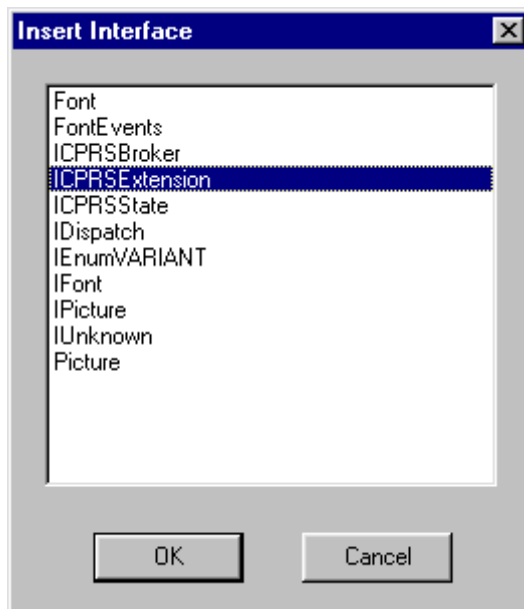 Insert Interface
Font
FontEvents
ICPRSBroker
ICPRSExtension
ICPRSState
IDispatch
IEnumVARIANT
IFont
IPicture
IUnknown
Picture
OK Cancel